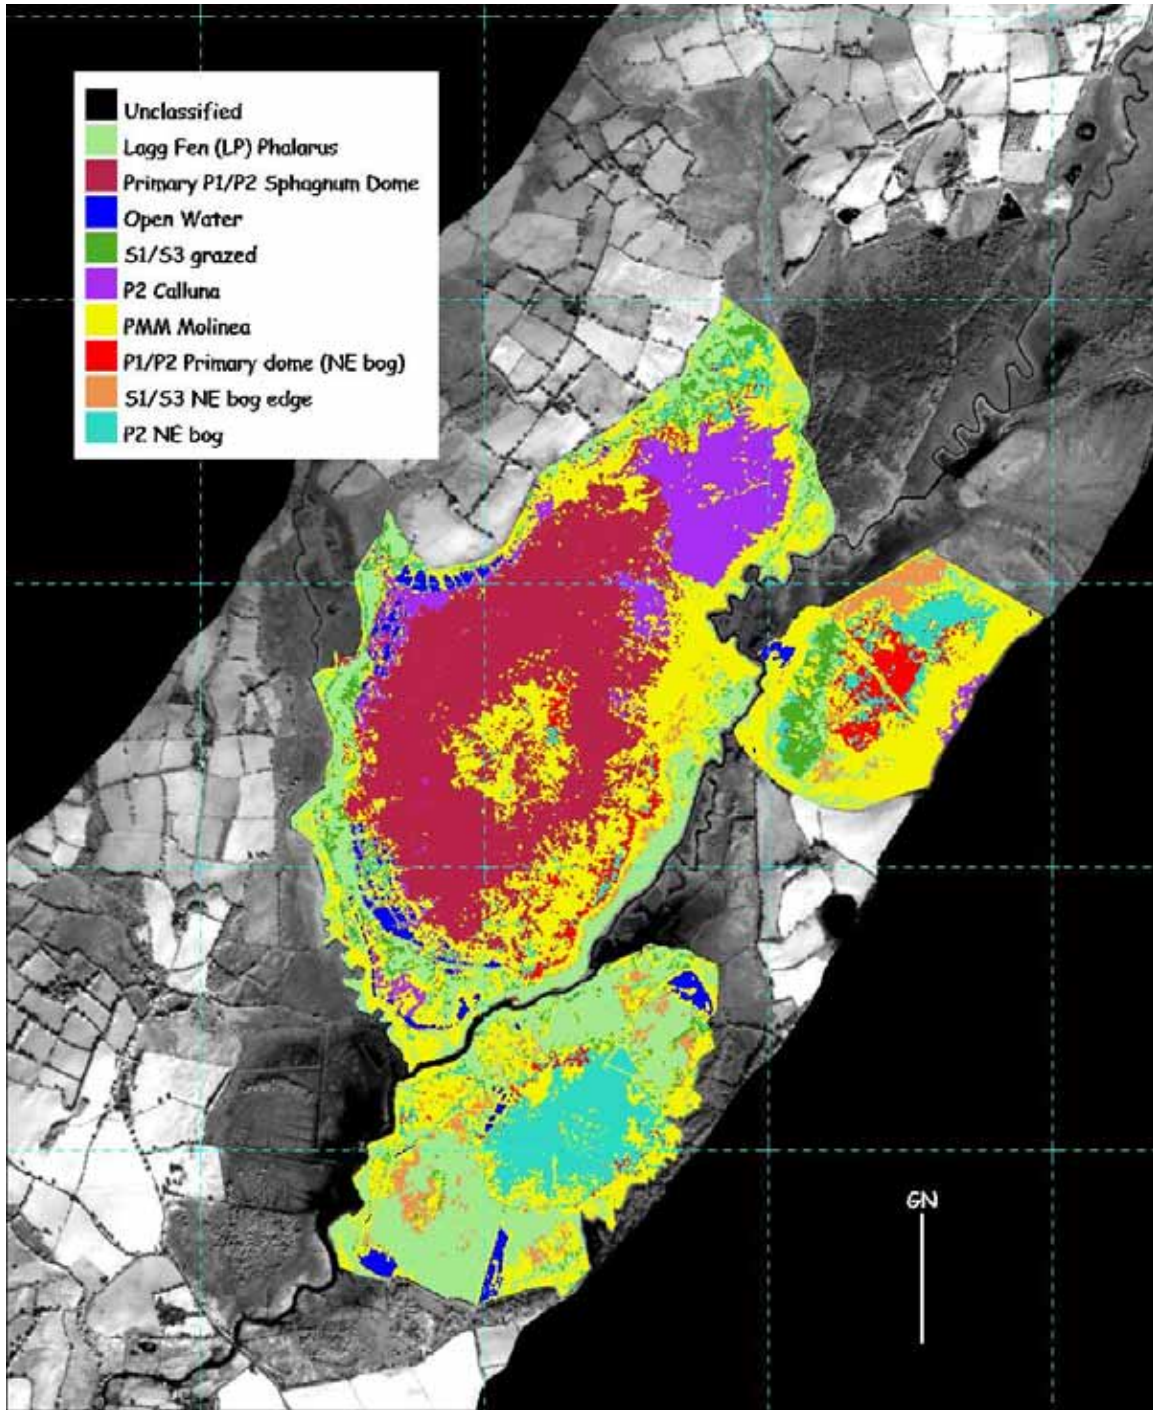 Unclassified
Lagg Fen (LP) Phalarus
Primary P1/P2 Sphagnum Dome
Open Water
S1/S3 grazed
P2 Calluna
PMM Molinea
P1/P2 Primary dome (NE bog)
S1/S3 NE bog edge
P2 NE bog
GN